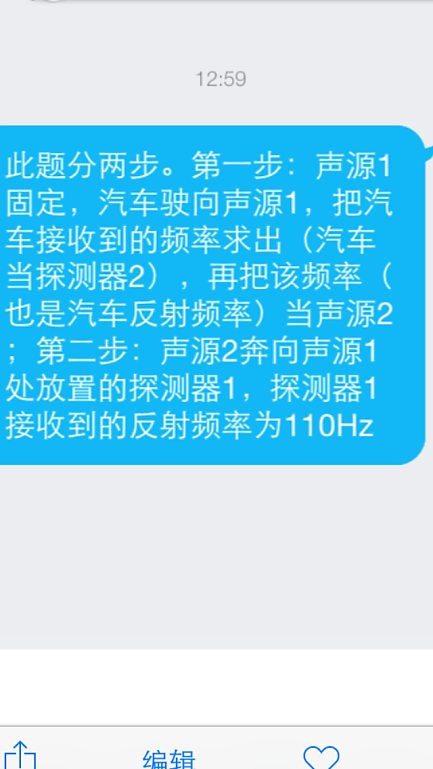 12:59
此题分两步。第一步：声源1
固定，汽车驶向声源1，把汽
车接收到的频率求出（汽车
当探测器2），再把该频率（
也是汽车反射频率）当声源2
；第二步：声源2奔向声源1
处放置的探测器1，探测器1
接收到的反射频率为110Hz
编辑